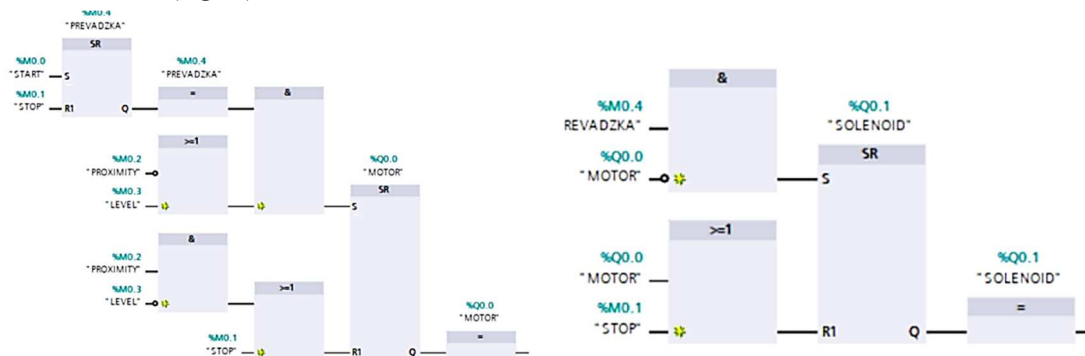 %M0.4
"PREVADZKA"
SR
%M0.0
"START"
S
%M0.4
"PREVADZKA"
%M0.1
"STOP"
R1
Q
=
&
>=1
%M0.2
"PROXIMITY"
%M0.3
"LEVEL"
%Q0.0
"MOTOR"
SR
S
&
%M0.2
"PROXIMITY"
%M0.3
"LEVEL"
>=1
%M0.1
"STOP"
R1
Q
%Q0.0
"MOTOR"
=
&
%M0.4
REVADZKA"
%Q0.0
"MOTOR"
%Q0.1
"SOLENOID"
SR
S
>=1
%Q0.0
"MOTOR"
%M0.1
"STOP"
R1
Q
%Q0.1
"SOLENOID"
=